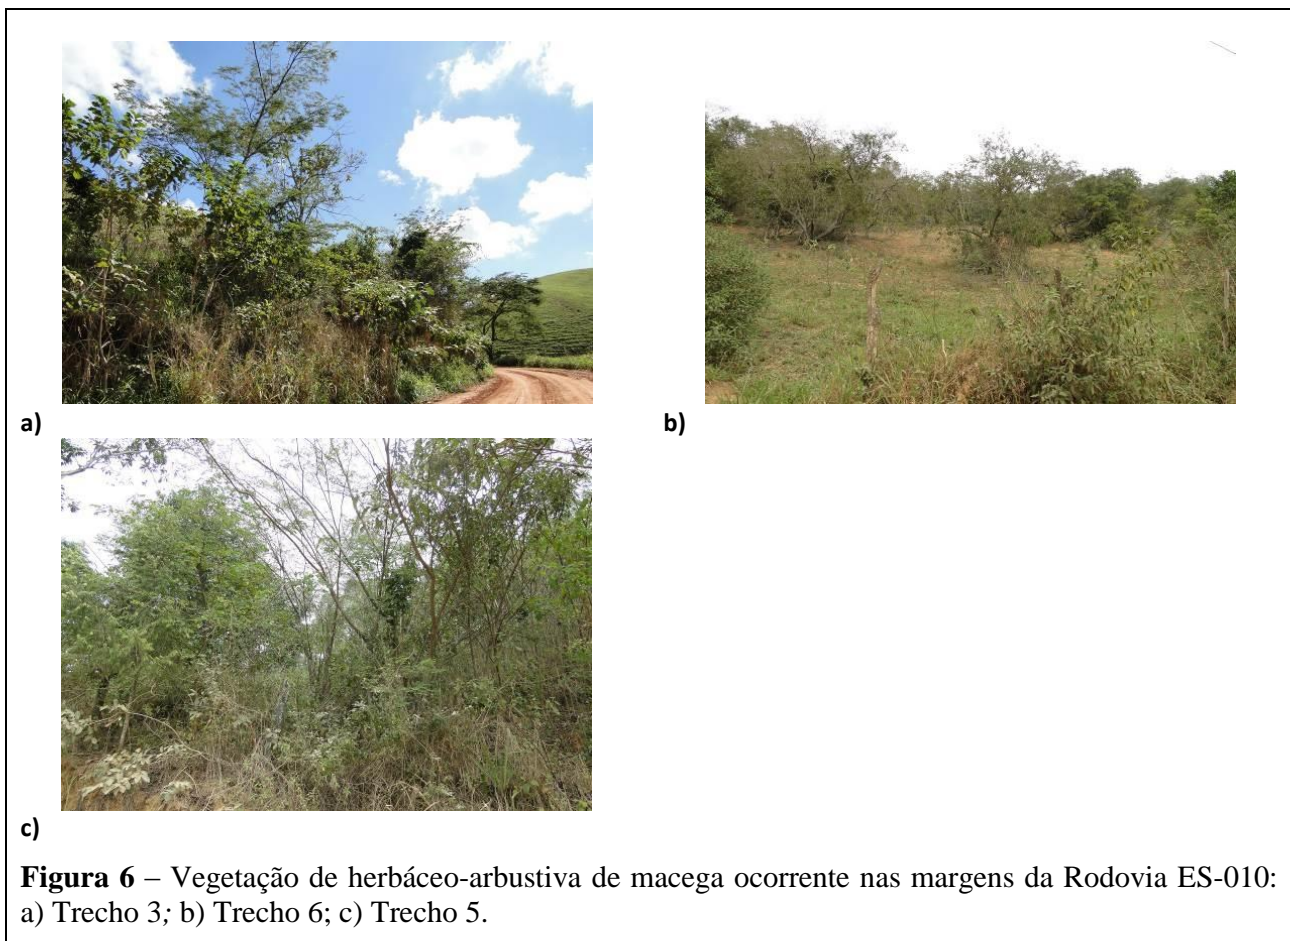 a)
b)
c)
Figura 6 – Vegetação de herbáceo-arbustiva de macega ocorrente nas margens da Rodovia ES-010:
a) Trecho 3; b) Trecho 6; c) Trecho 5.